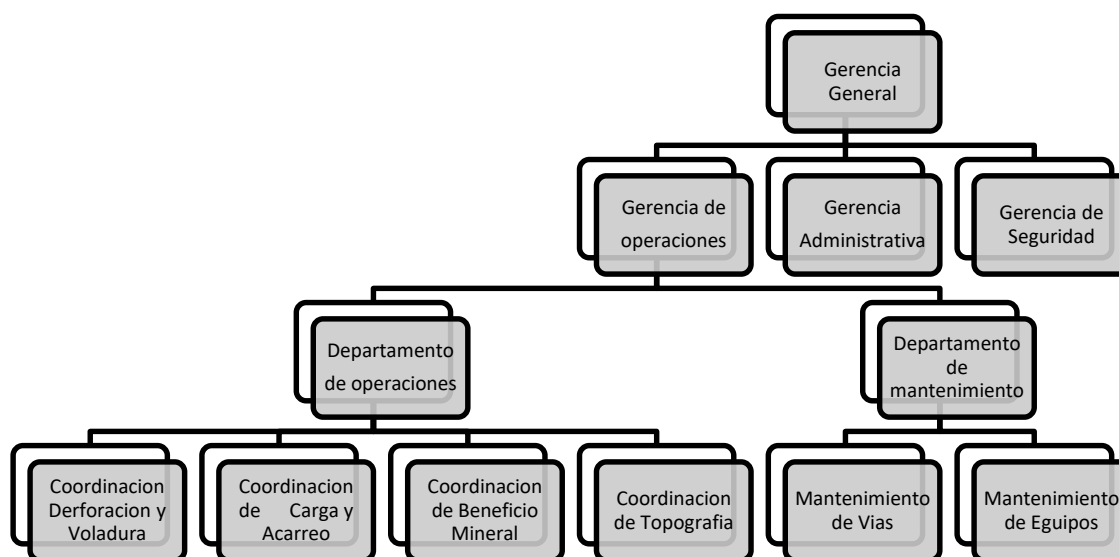 Gerencia
General
Gerencia de
operaciones
Gerencia
Administrativa
Gerencia de
Seguridad
Departamento
de operaciones
Departamento
de
mantenimiento
Coordinacion
Derforacion y
Voladura
Coordinacion
de Carga y
Acarreo
Coordinacion
de Beneficio
Mineral
Coordinacion
de Topografia
Mantenimiento
de Vias
Mantenimiento
de Eguipos